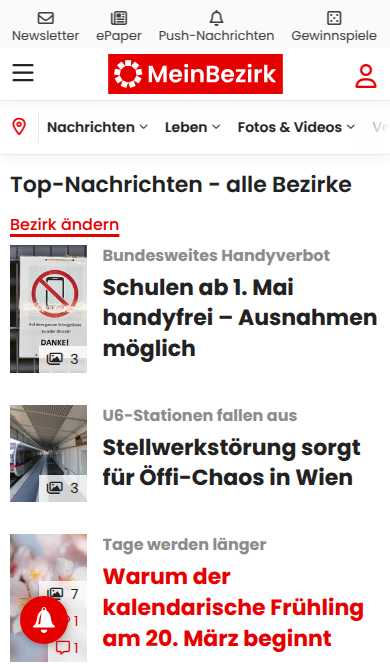 Newsletter ePaper Push-Nachrichten Gewinnspiele
MeinBezirk
Nachrichten Leben Fotos & Videos Ve
Top-Nachrichten - alle Bezirke
Bezirk ändern
Bundesweites Handyverbot
Schulen ab 1. Mai
handyfrei – Ausnahmen
möglich
DANKE!
3
U6-Stationen fallen aus
Stellwerkstörung sorgt
für Öffi-Chaos in Wien
3
Tage werden länger
Warum der
kalendarische Frühling
am 20. März beginnt
7
1
1